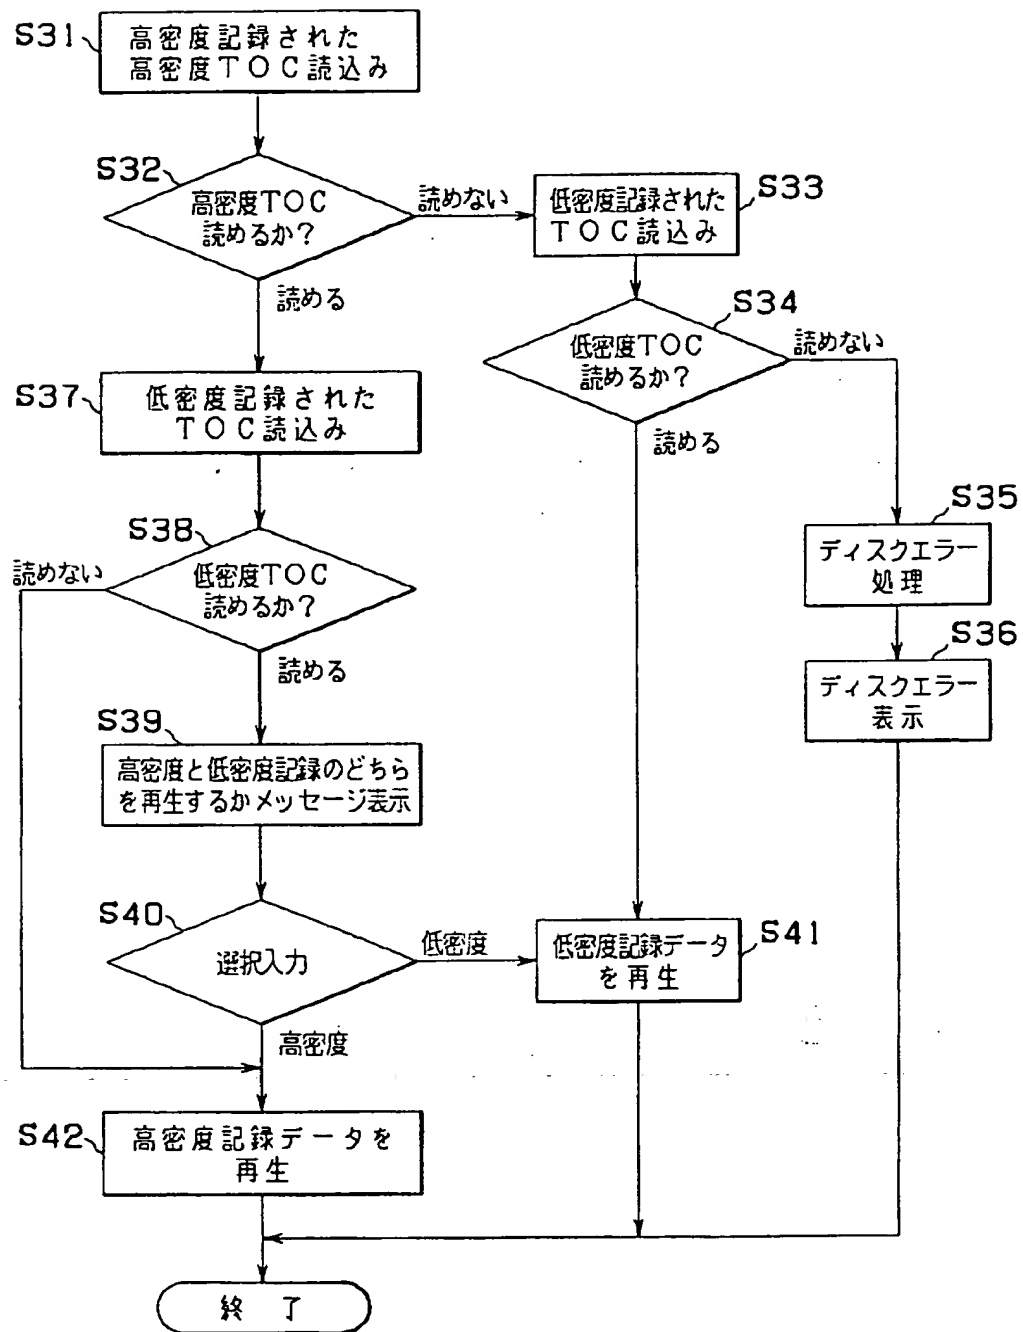 S31
高密度記録された
高密度TOC読込み
S32
高密度TOC
読めるか？
読めない
読める
S33
低密度記録された
TOC読込み
S34
低密度TOC
読めるか？
読めない
読める
S37
低密度記録された
TOC読込み
S38
低密度TOC
読めるか？
読めない
読める
S35
ディスクエラー
処理
S36
ディスクエラー
表示
S39
高密度と低密度記録のどちら
を再生するかメッセージ表示
S40
選択入力
低密度
高密度
S41
低密度記録データ
を再生
S42
高密度記録データを
再生
終了